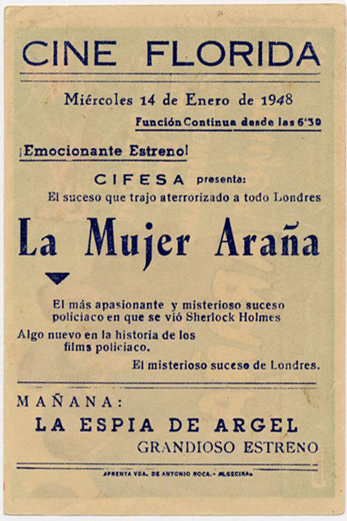 CINE FLORIDA
Miércoles 14 de Enero de 1948
Función Continua desde las 6'30
¡Emocionante Estreno!
CIFESA presenta:
El suceso que trajo aterrorizado a todo Londres
La Mujer Araña
El más apasionante y misterioso suceso
policiaco en que se vió Sherlock Holmes
Algo nuevo en la historia de los
films policiaco.
El misterioso suceso de Londres.
MAÑANA:
LA ESPIA DE ARGEL
GRANDIOSO ESTRENO
APRENTA VDA. DE ANTONIO ROCA. - ALGECIRAS